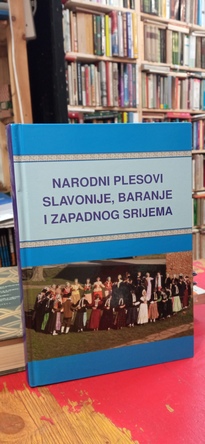 NARODNI PLESOVI
SLAVONIJE, BARANJE
I ZAPADNOG SRIJEMA